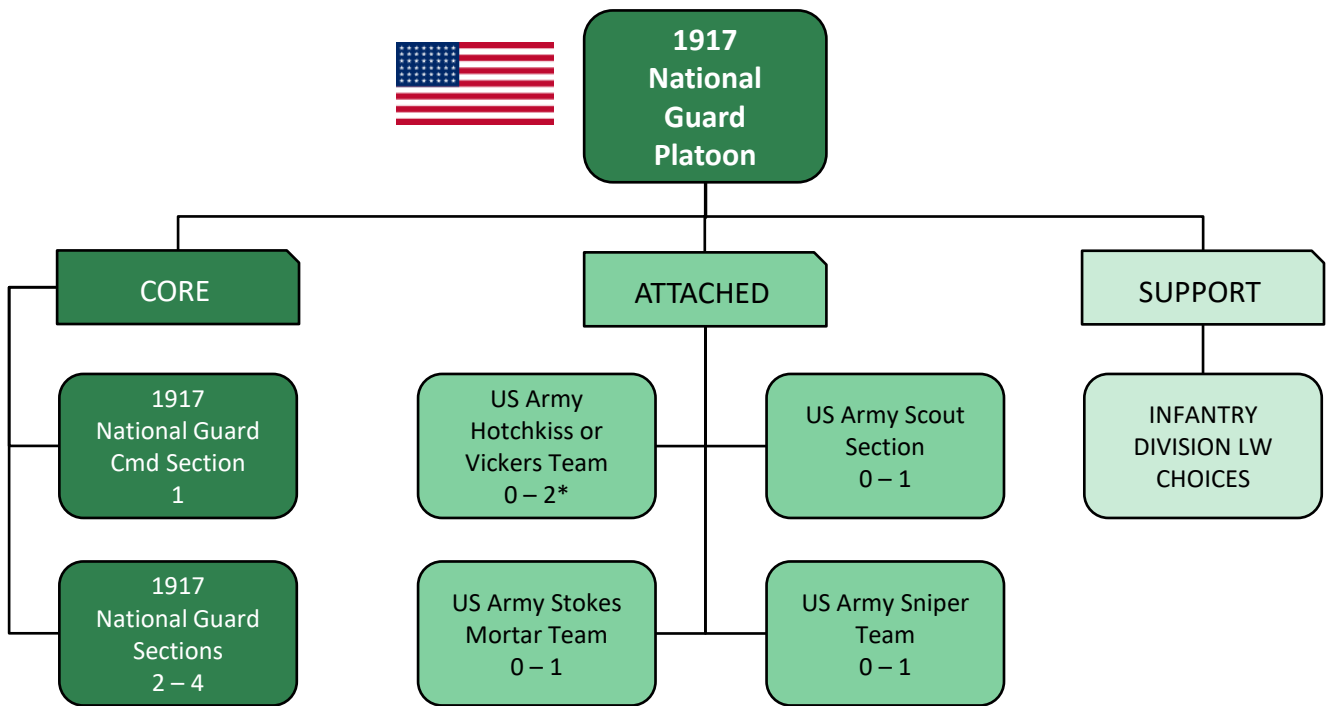 1917
National
Guard
Platoon
CORE
ATTACHED
SUPPORT
1917
National Guard
Cmd Section
1
US Army
Hotchkiss or
Vickers Team
0 – 2*
US Army Scout
Section
0 – 1
INFANTRY
DIVISION LW
CHOICES
1917
National Guard
Sections
2 – 4
US Army Stokes
Mortar Team
0 – 1
US Army Sniper
Team
0 – 1